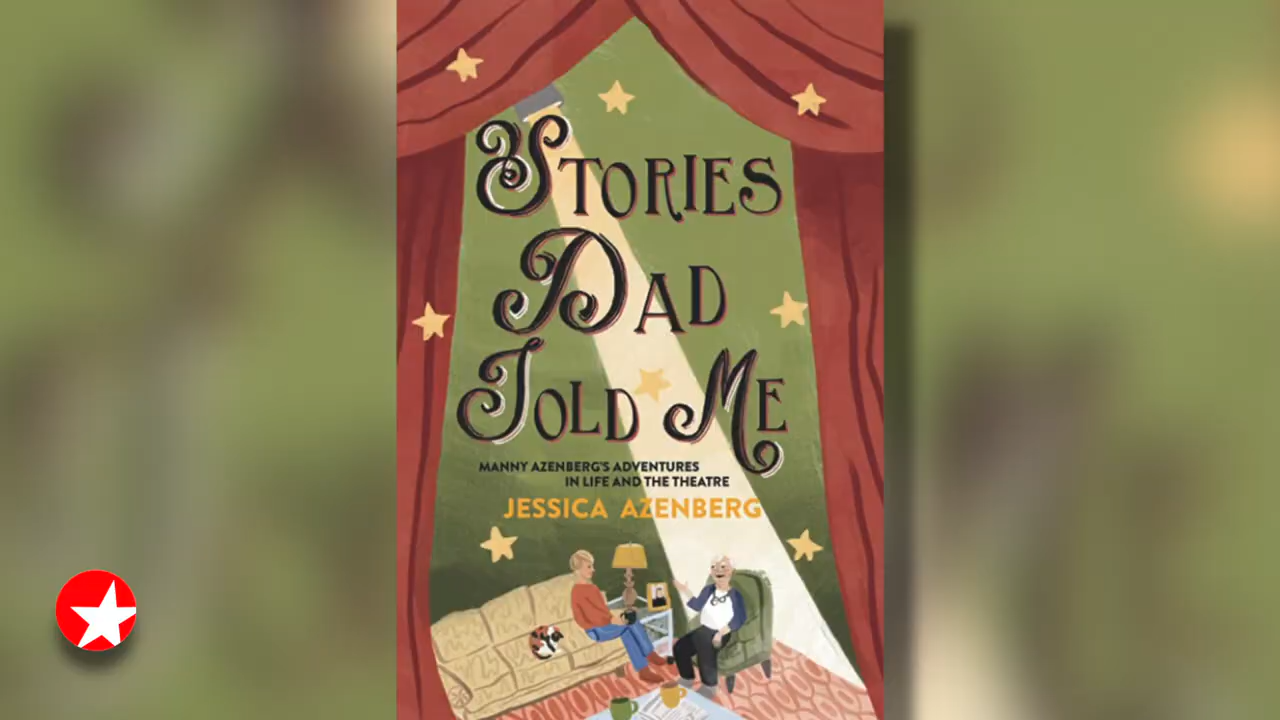 STORIES
DAD
TOLD ME
MANNY AZENBERG'S ADVENTURES
IN LIFE AND THE THEATRE
JESSICA AZENBERG